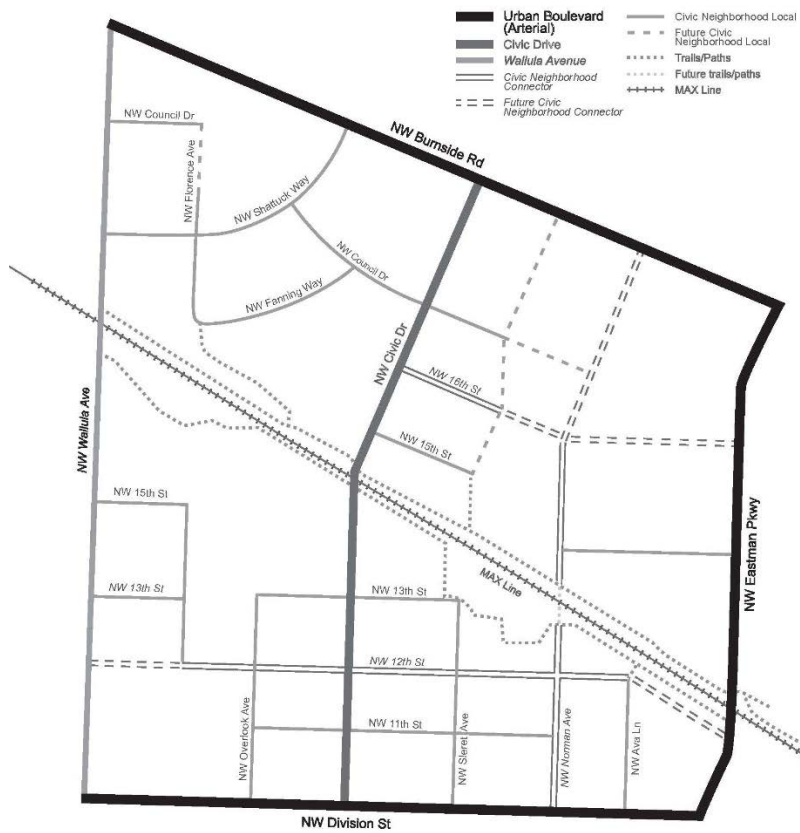 Urban Boulevard
(Arterial)
Civic Drive
Wallula Avenue
Civic Neighborhood
Connector
Future Civic
Neighborhood Connector
Civic Neighborhood Local
Future Civic
Neighborhood Local
Trails/Paths
Future trails/paths
MAX Line
NW Council Dr
NW Florence Ave
NW Burnside Rd
NW Shattuck Way
NW Council Dr
NW Fanning Way
NW Civic Dr
NW 16th St
NW Wallula Ave
NW 15th St
NW 15th St
NW Eastman Pkwy
MAX Line
NW 13th St
NW 13th St
NW 12th St
NW Overlook Ave
NW 11th St
NW Sleret Ave
NW Norman Ave
NW Ava Ln
NW Division St